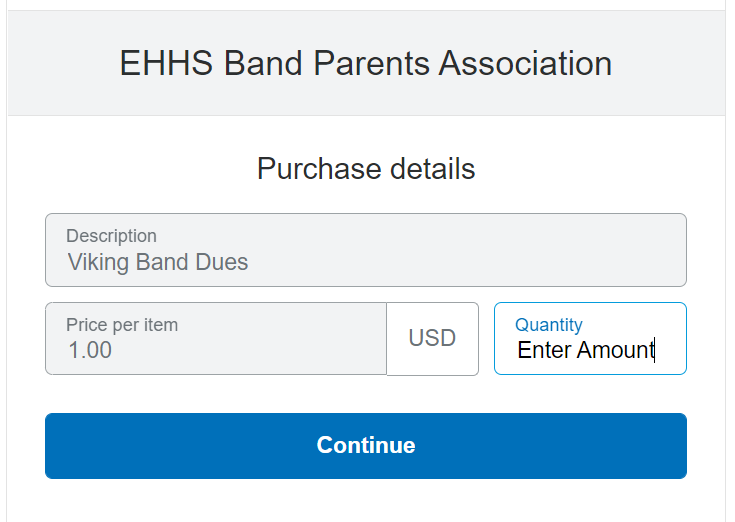 EHHS Band Parents Association
Purchase details
Description
Viking Band Dues
Price per item
1.00
USD
Quantity
Enter Amount
Continue